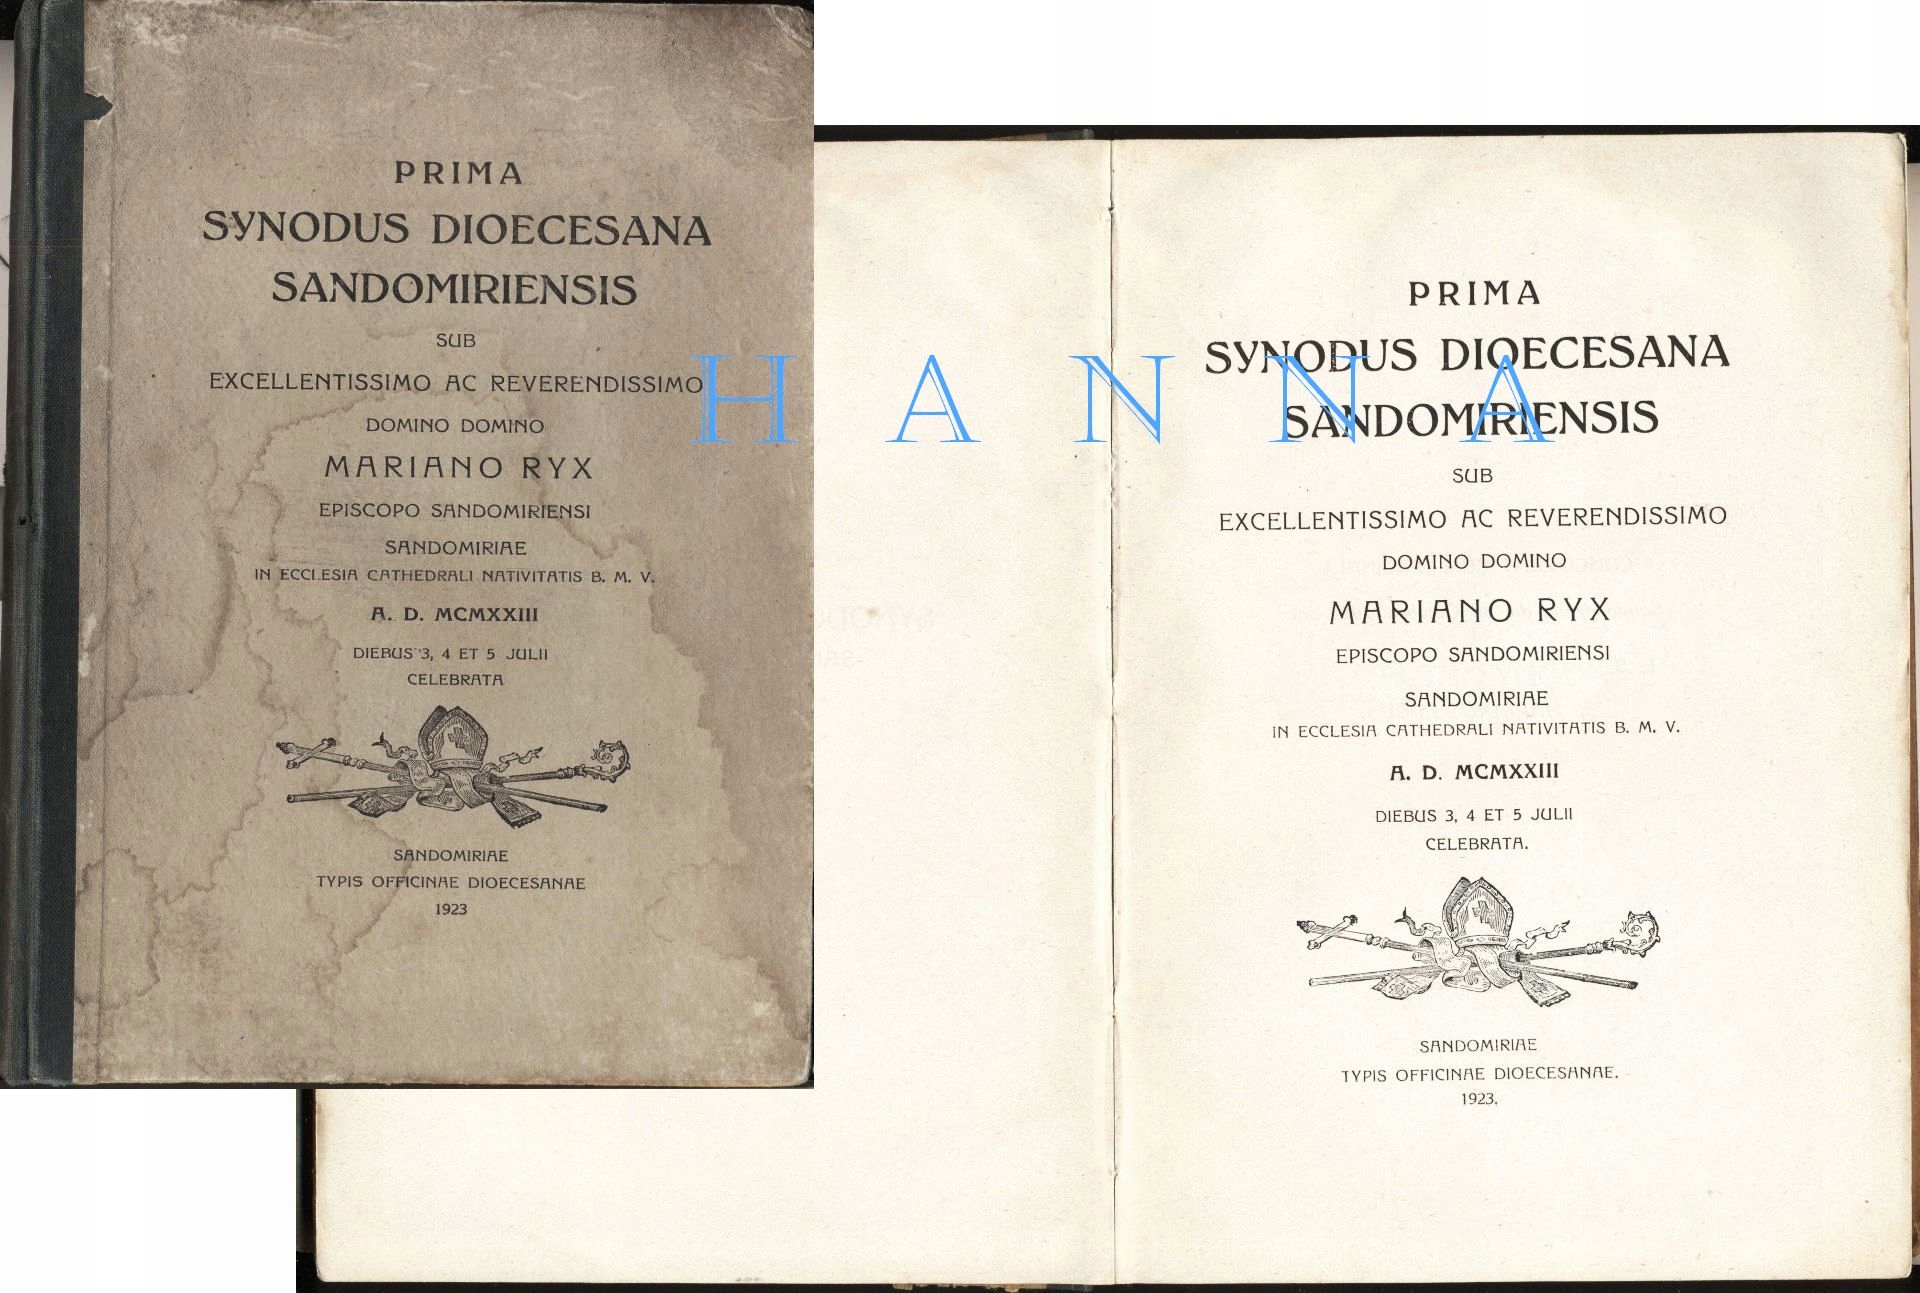 PRIMA
SYNODUS DIOECESANA
SANDOMIRIENSIS
SUB
EXCELLENTISSIMO AC REVERENDISSIMO
DOMINO DOMINO
MARIANO RYX
EPISCOPO SANDOMIRIENSI
SANDOMIRIAE
IN ECCLESIA CATHEDRALI NATIVITATIS B. M. V.
A. D. MCMXXIII
DIEBUS 3, 4 ET 5 JULII
CELEBRATA
SANDOMIRIAE
TYPIS OFFICINAE DIOECESANAE
1923
HANNA
PRIMA
SYNODUS DIOECESANA
SANDOMIRIENSIS
SUB
EXCELLENTISSIMO AC REVERENDISSIMO
DOMINO DOMINO
MARIANO RYX
EPISCOPO SANDOMIRIENSI
SANDOMIRIAE
IN ECCLESIA CATHEDRALI NATIVITATIS B. M. V.
A. D. MCMXXIII
DIEBUS 3, 4 ET 5 JULII
CELEBRATA.
SANDOMIRIAE
TYPIS OFFICINAE DIOECESANAE.
1923.